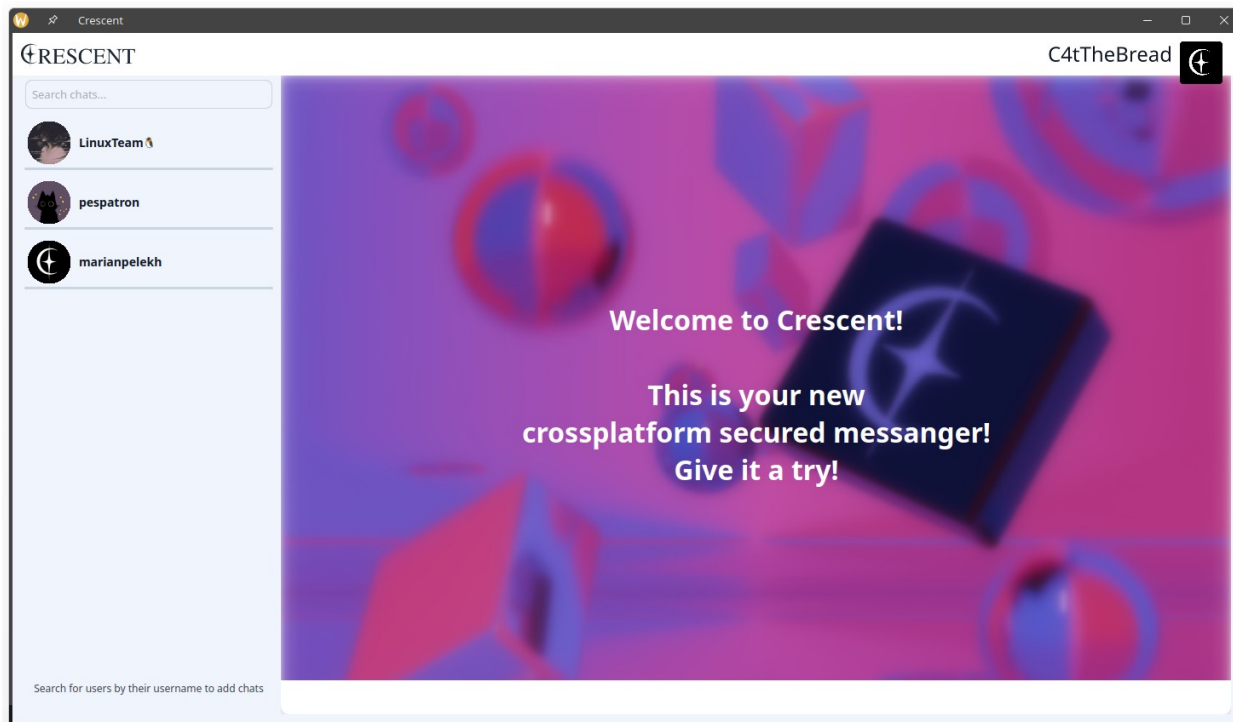 Crescent
CRESCENT
C4tTheBread
Search chats...
LinuxTeam🐧
pespatron
marianpelekh
Welcome to Crescent!
This is your new
crossplatform secured messanger!
Give it a try!
Search for users by their username to add chats